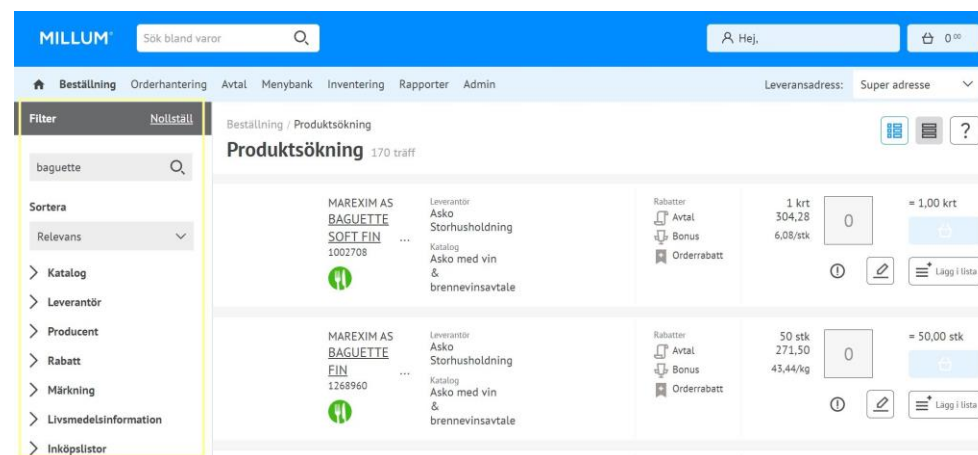 MILLUM®
Sök bland varor
Hej,
0 00
Beställning Orderhantering Avtal Menybank Inventering Rapporter Admin
Leveransadress: Super adresse
Filter Nollställ
baguette
Sortera
Relevans
Katalog
Leverantör
Producent
Rabatt
Märkning
Livsmedelsinformation
Inköpslistor
Beställning / Produktsökning
Produktsökning 170 träff
?
MAREXIM AS
BAGUETTE
SOFT FIN ...
1002708
Leverantör
Asko
Storhusholdning
Katalog
Asko med vin
&
brennevinsavtale
Rabatter
Avtal
Bonus
Orderrabatt
1 krt
304,28
6,08/stk
0
= 1,00 krt
Lägg i lista
MAREXIM AS
BAGUETTE
FIN ...
1268960
Leverantör
Asko
Storhusholdning
Katalog
Asko med vin
&
brennevinsavtale
Rabatter
Avtal
Bonus
Orderrabatt
50 stk
271,50
43,44/kg
0
= 50,00 stk
Lägg i lista